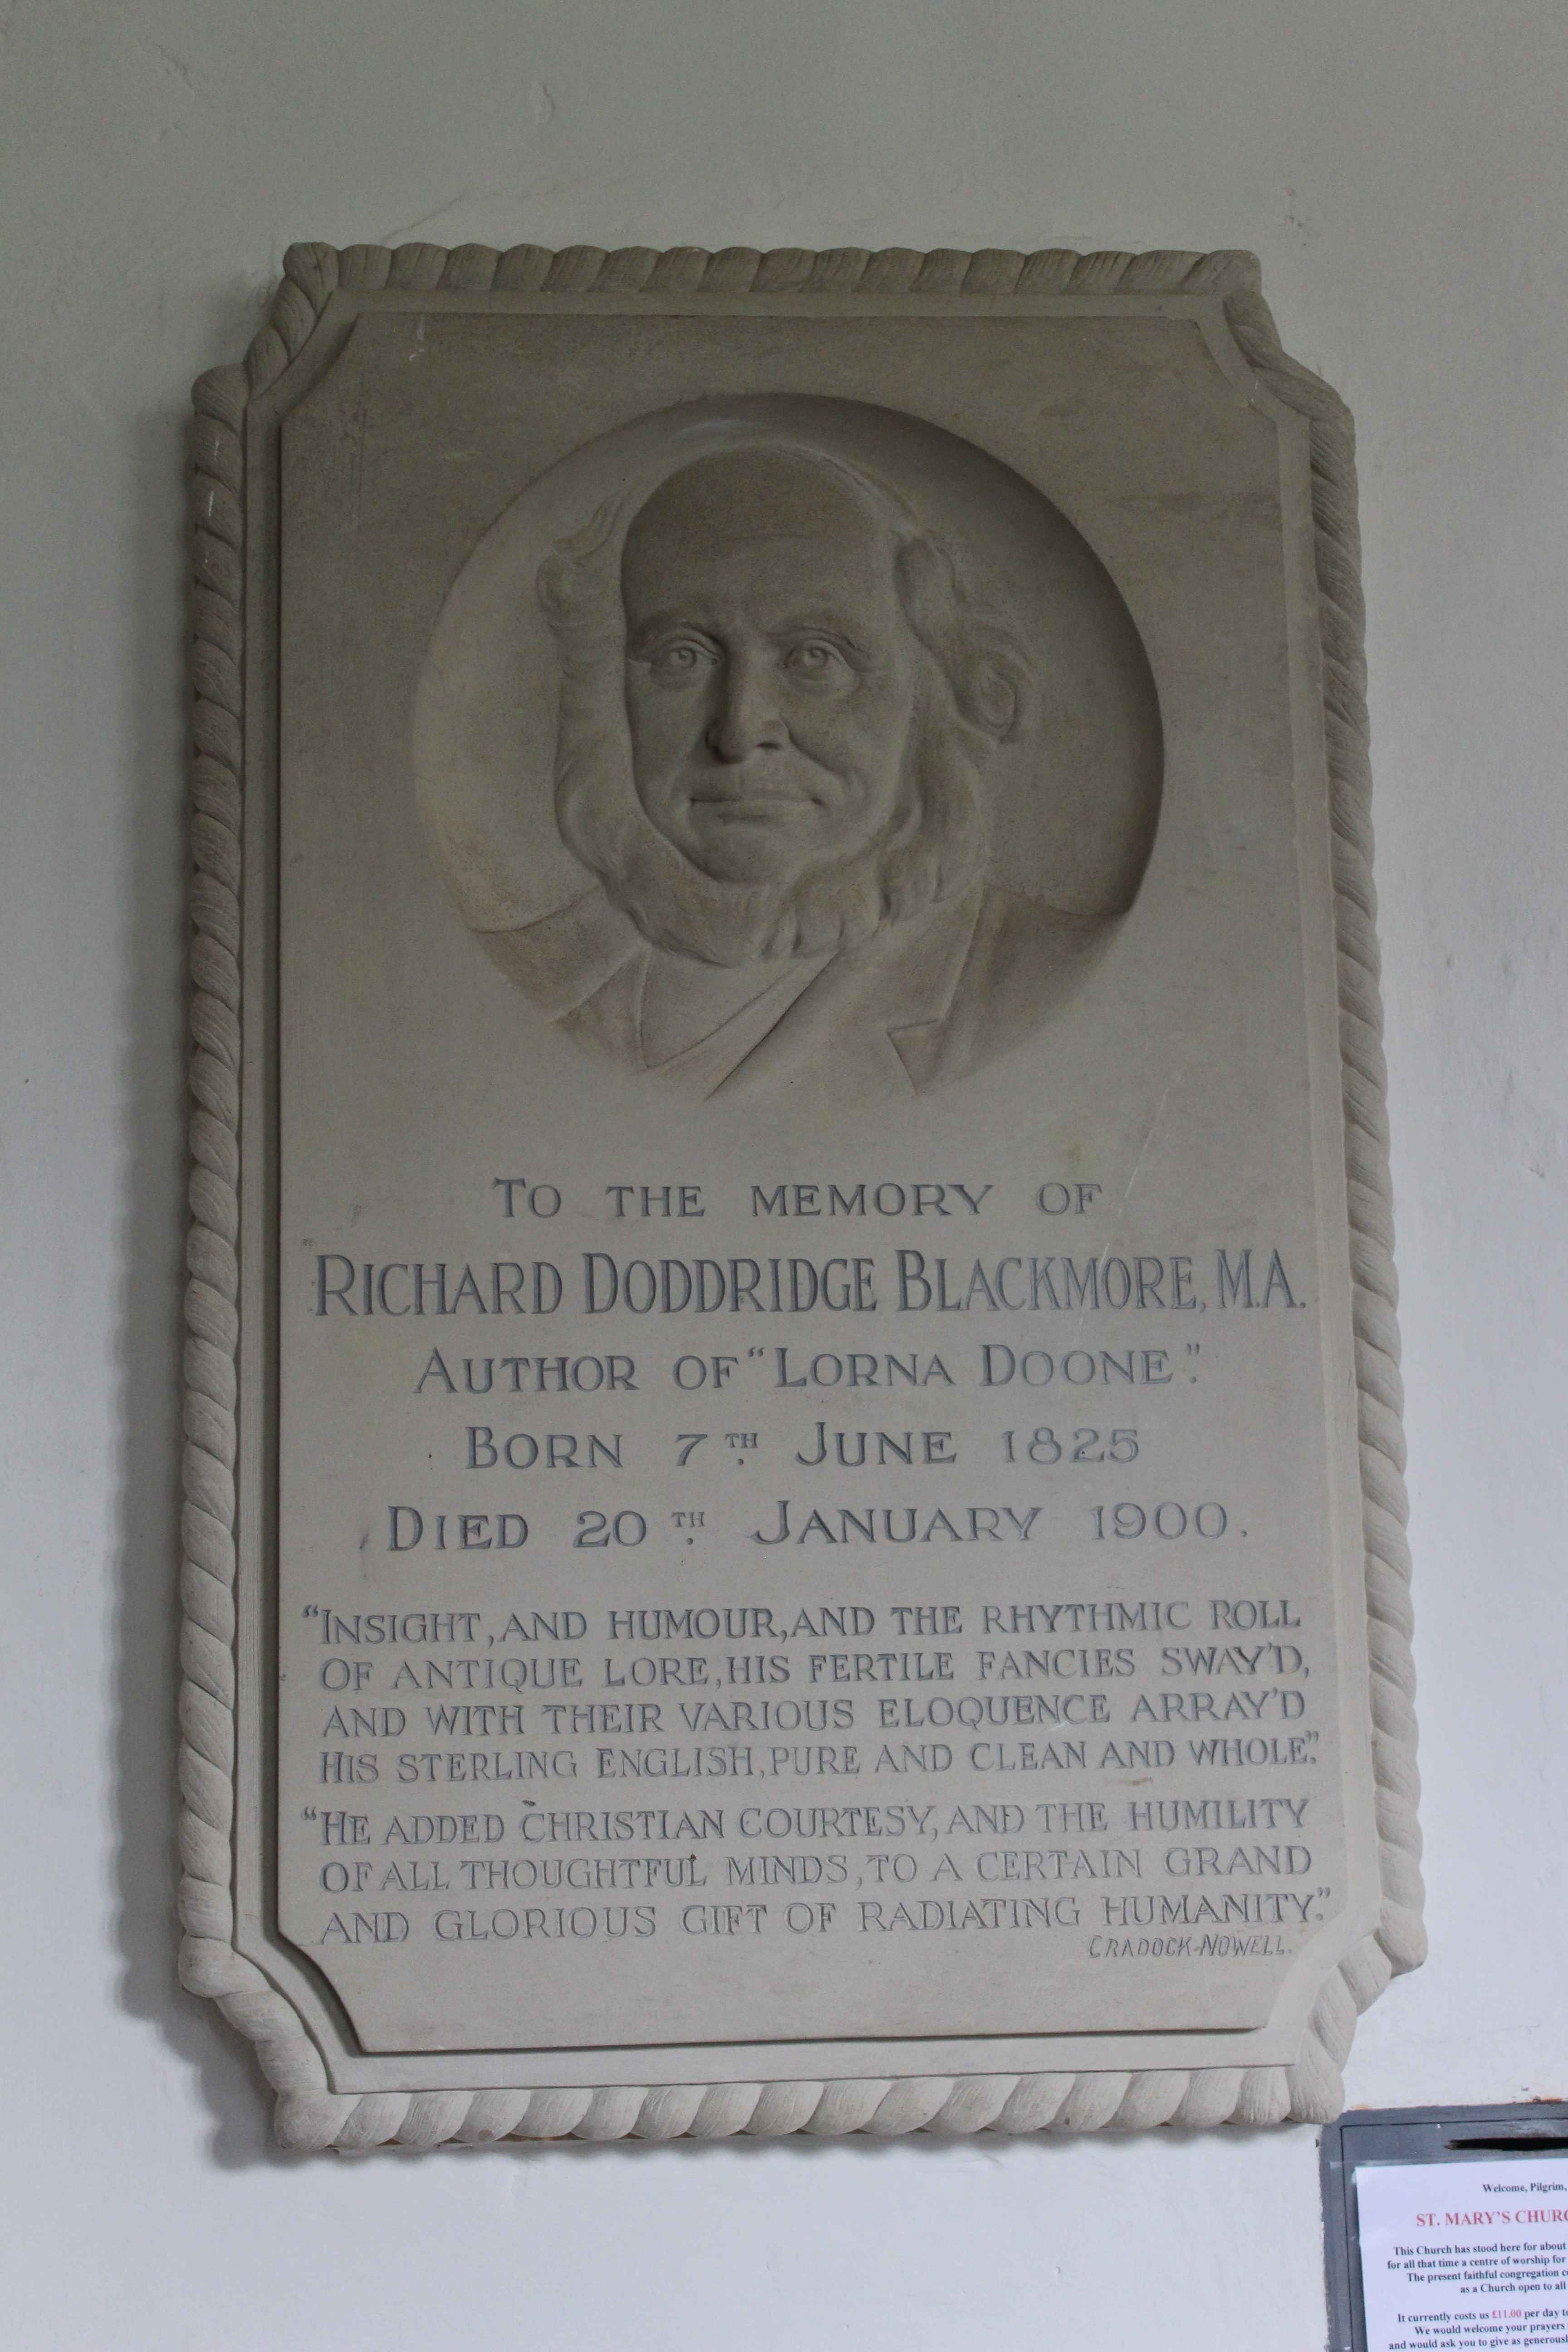 TO THE MEMORY OF
RICHARD DODDRIDGE BLACKMORE, M.A.
AUTHOR OF "LORNA DOONE".
BORN 7TH. JUNE 1825
DIED 20TH. JANUARY 1900.
"INSIGHT, AND HUMOUR, AND THE RHYTHMIC ROLL
OF ANTIQUE LORE, HIS FERTILE FANCIES SWAY'D,
AND WITH THEIR VARIOUS ELOQUENCE ARRAY'D
HIS STERLING ENGLISH, PURE AND CLEAN AND WHOLE".
"HE ADDED CHRISTIAN COURTESY, AND THE HUMILITY
OF ALL THOUGHTFUL MINDS, TO A CERTAIN GRAND
AND GLORIOUS GIFT OF RADIATING HUMANITY".
CRADOCK-NOWELL.
Welcome, Pilgrim,
ST. MARY'S
This Church has stood here for about
for all that time a centre of worship for
The present faithful congregation
as a Church open to all
It currently costs us £11.00 per day
We would welcome your prayers
and would ask you to give as